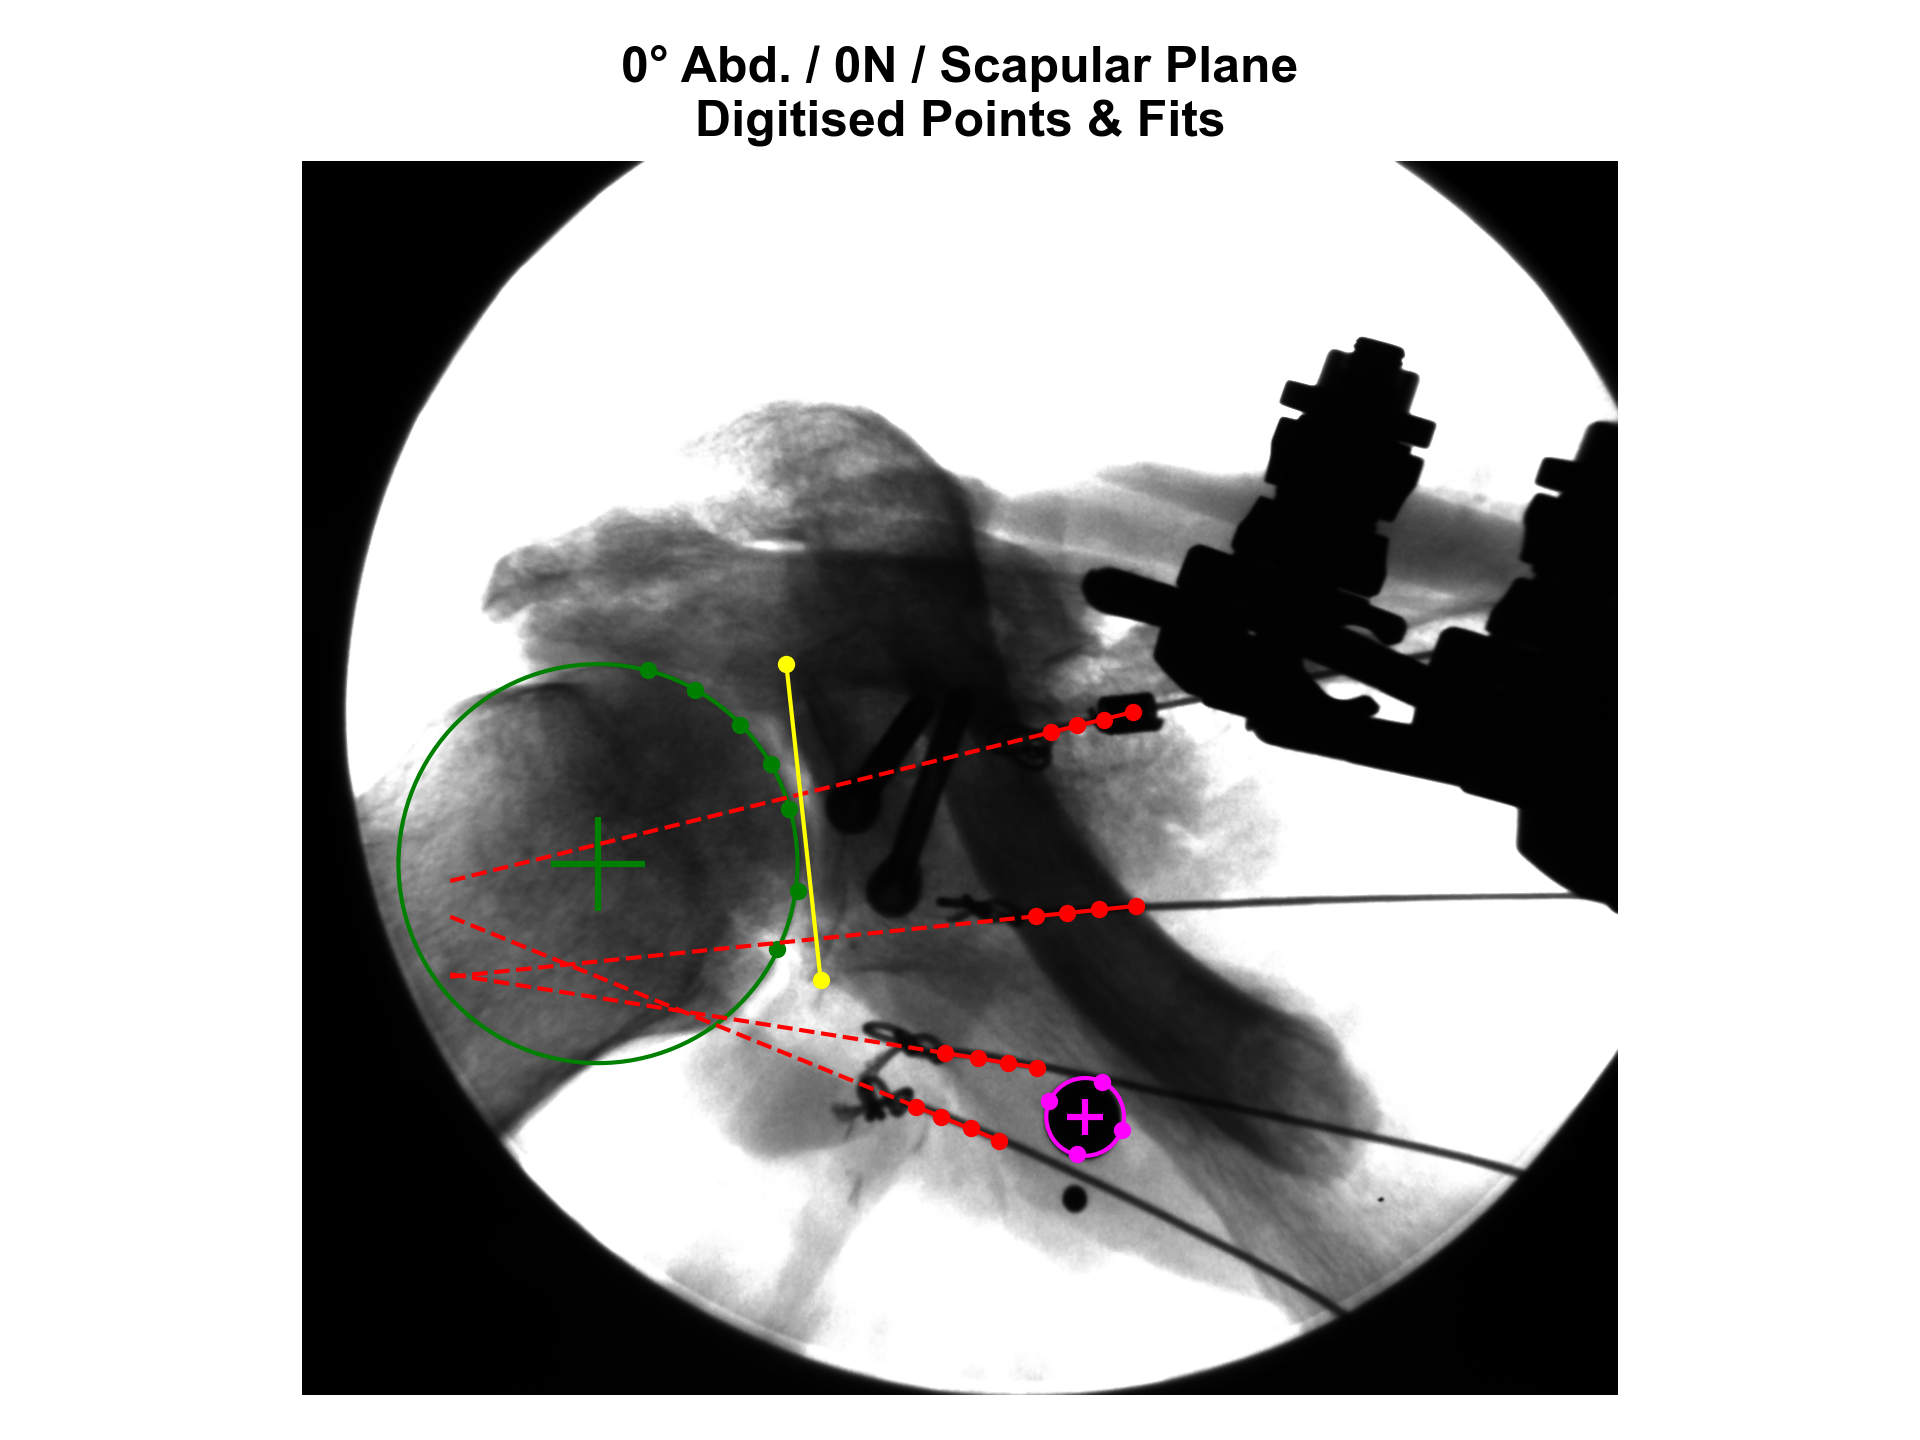 0° Abd. / 0N / Scapular Plane
Digitised Points & Fits